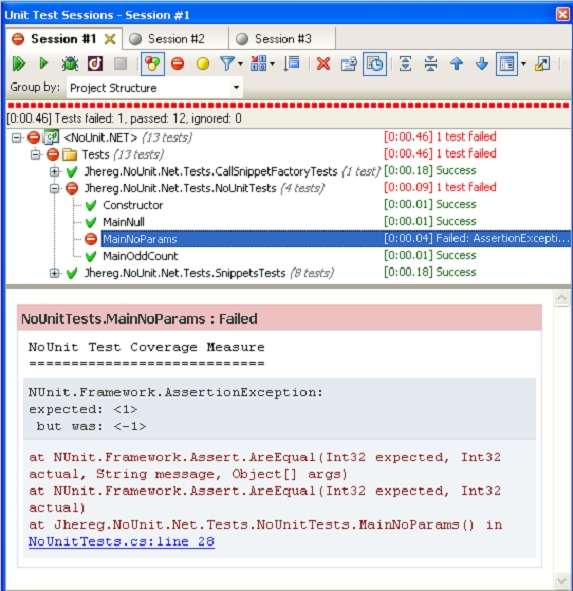 Unit Test Sessions - Session #1
Session #1 Session #2 Session #3
Group by: Project Structure
[0:00.46] Tests failed: 1, passed: 12, ignored: 0
<NoUnit.NET> (13 tests) [0:00.46] 1 test failed
Tests (13 tests) [0:00.46] 1 test failed
Jhereg.NoUnit.Net.Tests.CallSnippetFactoryTests (1 test) [0:00.18] Success
Jhereg.NoUnit.Net.Tests.NoUnitTests (4 tests) [0:00.09] 1 test failed
Constructor [0:00.01] Success
MainNull [0:00.01] Success
MainNoParams [0:00.04] Failed: AssertionExcepti...
MainOddCount [0:00.01] Success
Jhereg.NoUnit.Net.Tests.SnippetsTests (8 tests) [0:00.18] Success
NoUnitTests.MainNoParams : Failed
NoUnit Test Coverage Measure
============================
NUnit.Framework.AssertionException:
expected: <1>
but was: <-1>
at NUnit.Framework.Assert.AreEqual(Int32 expected, Int32
actual, String message, Object[] args)
at NUnit.Framework.Assert.AreEqual(Int32 expected, Int32
actual)
at Jhereg.NoUnit.Net.Tests.NoUnitTests.MainNoParams() in
NoUnitTests.cs:line 28